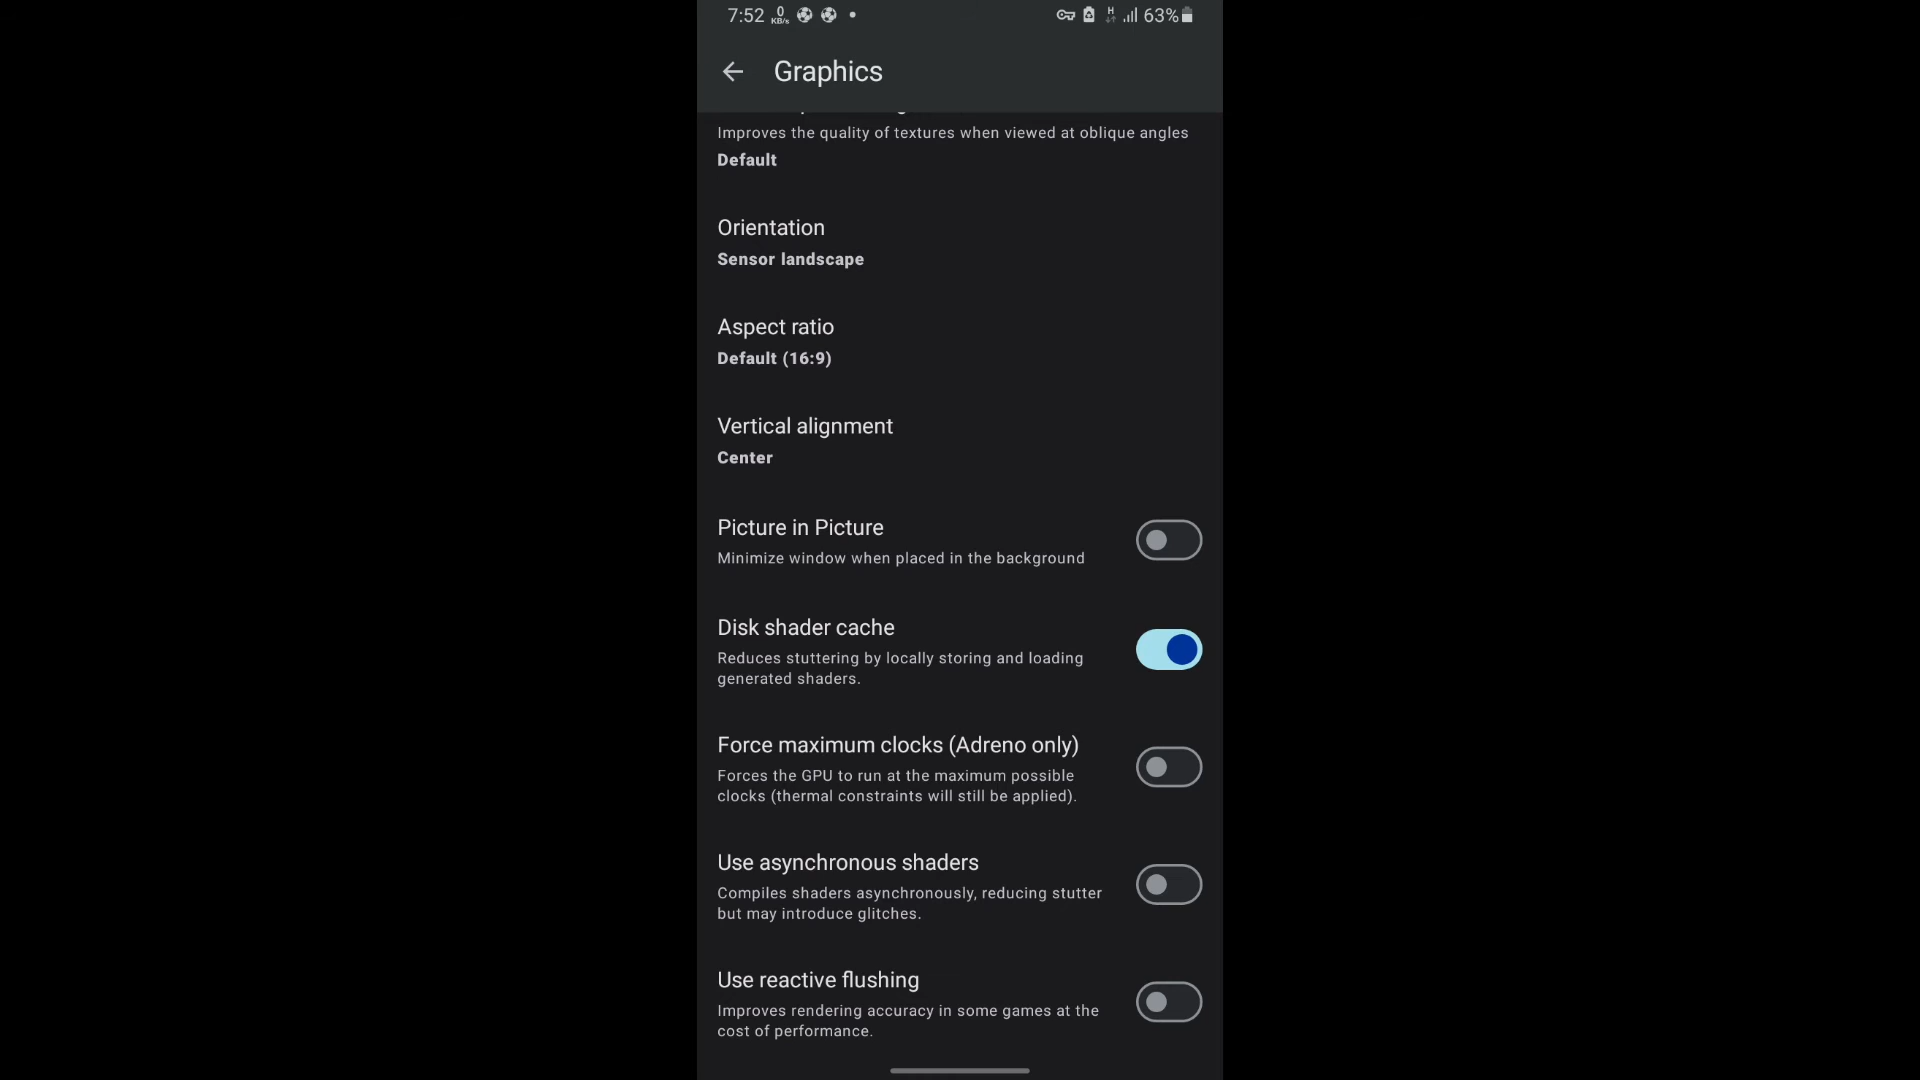 7:52 0 KB/s H 63%
Graphics
Improves the quality of textures when viewed at oblique angles
Default
Orientation
Sensor landscape
Aspect ratio
Default (16:9)
Vertical alignment
Center
Picture in Picture
Minimize window when placed in the background
Disk shader cache
Reduces stuttering by locally storing and loading
generated shaders.
Force maximum clocks (Adreno only)
Forces the GPU to run at the maximum possible
clocks (thermal constraints will still be applied).
Use asynchronous shaders
Compiles shaders asynchronously, reducing stutter
but may introduce glitches.
Use reactive flushing
Improves rendering accuracy in some games at the
cost of performance.